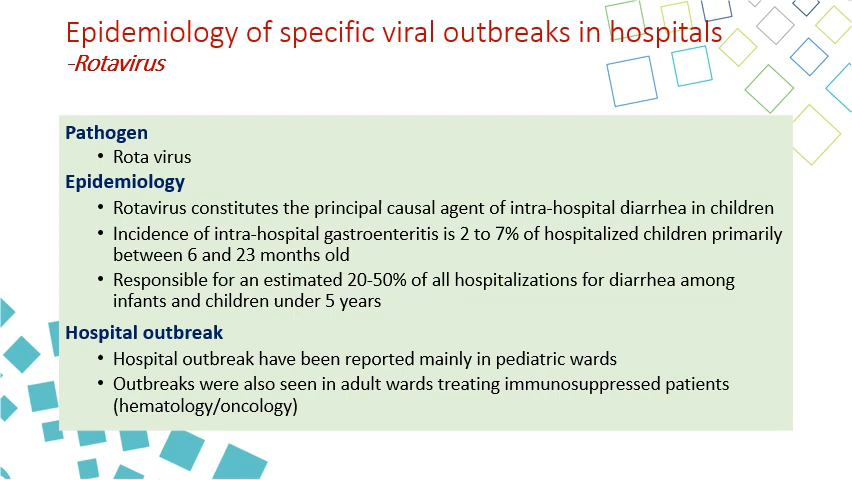 Epidemiology of specific viral outbreaks in hospitals
-Rotavirus
Pathogen
• Rota virus
Epidemiology
• Rotavirus constitutes the principal causal agent of intra-hospital diarrhea in children
• Incidence of intra-hospital gastroenteritis is 2 to 7% of hospitalized children primarily
between 6 and 23 months old
• Responsible for an estimated 20-50% of all hospitalizations for diarrhea among
infants and children under 5 years
Hospital outbreak
• Hospital outbreak have been reported mainly in pediatric wards
• Outbreaks were also seen in adult wards treating immunosuppressed patients
(hematology/oncology)